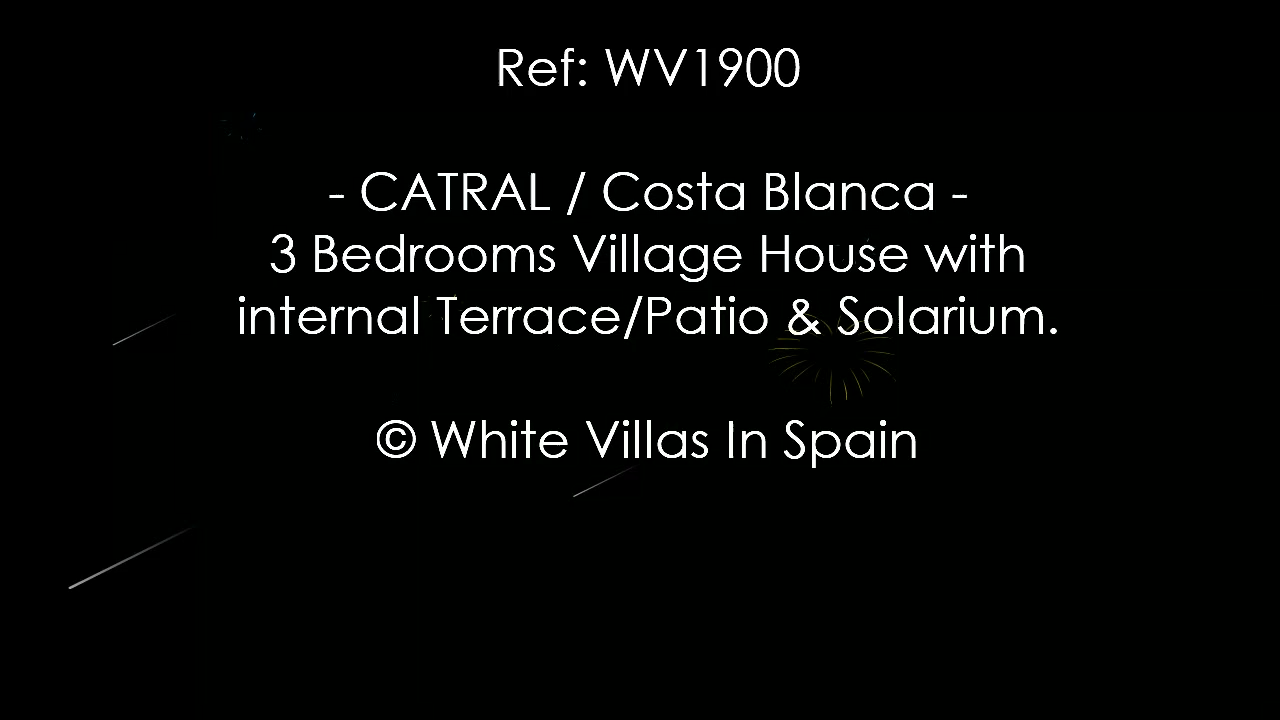 Ref: WV1900
- CATRAL / Costa Blanca -
3 Bedrooms Village House with
internal Terrace/Patio & Solarium.
© White Villas In Spain